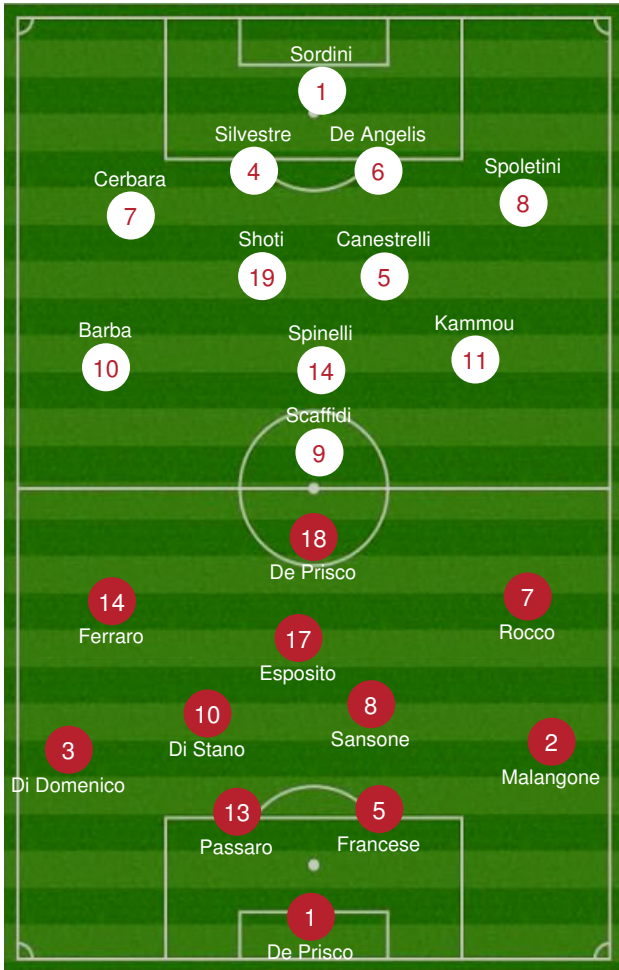 Sordini
1
Silvestre
De Angelis
4
6
Cerbara
Spoletini
7
8
Shoti
Canestrelli
19
5
Barba
Spinelli
Kammou
10
14
11
Scaffidi
9
18
De Prisco
14
7
Ferraro
Rocco
17
Esposito
10
8
Di Stano
Sansone
3
2
Di Domenico
Malangone
13
5
Passaro
Francese
1
De Prisco